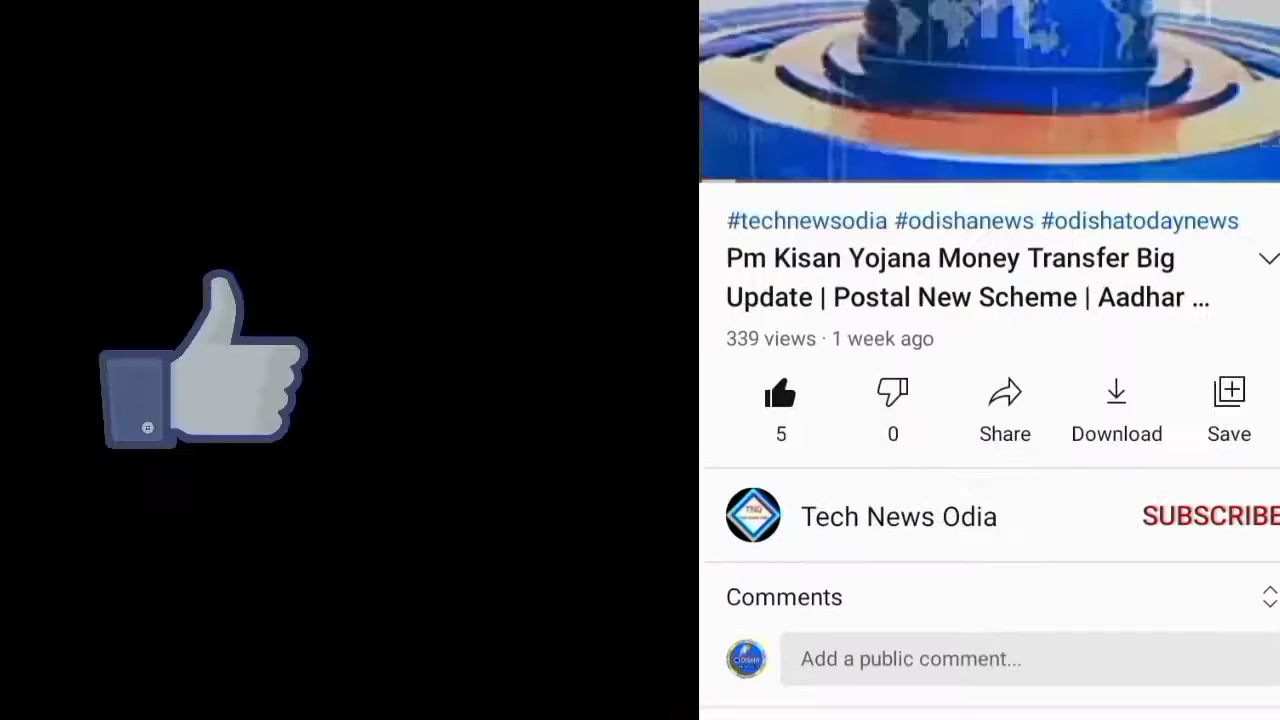 #technewsodia #odishanews #odishatodaynews
Pm Kisan Yojana Money Transfer Big
Update | Postal New Scheme | Aadhar ...
339 views · 1 week ago
5
0
Share
Download
Save
Tech News Odia
SUBSCRIBE
Comments
Add a public comment...